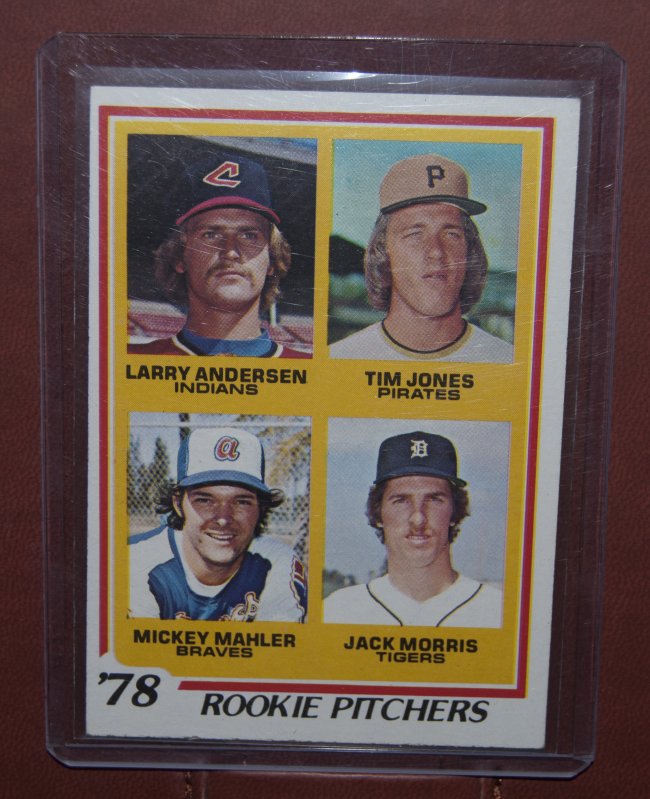 C
P
LARRY ANDERSEN
INDIANS
TIM JONES
PIRATES
a
D
MICKEY MAHLER
BRAVES
JACK MORRIS
TIGERS
'78
ROOKIE PITCHERS